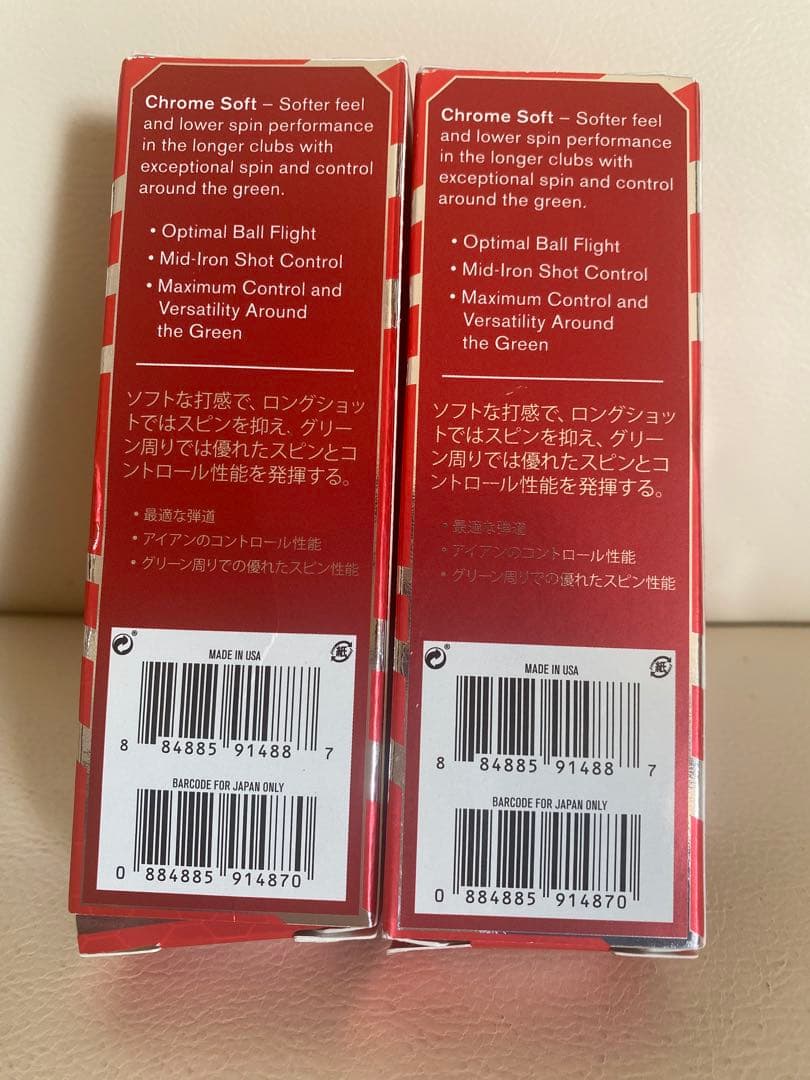 Chrome Soft – Softer feel
and lower spin performance
in the longer clubs with
exceptional spin and control
around the green.
• Optimal Ball Flight
• Mid-Iron Shot Control
• Maximum Control and
Versatility Around
the Green
ソフトな打感で、ロングショッ
トではスピンを抑え、グリー
ン周りでは優れたスピンとコ
ントロール性能を発揮する。
• 最適な弾道
• アイアンのコントロール性能
• グリーン周りでの優れたスピン性能
MADE IN USA
紙
8 84885 91488 7
BARCODE FOR JAPAN ONLY
0 884885 914870
Chrome Soft – Softer feel
and lower spin performance
in the longer clubs with
exceptional spin and control
around the green.
• Optimal Ball Flight
• Mid-Iron Shot Control
• Maximum Control and
Versatility Around
the Green
ソフトな打感で、ロングショッ
トではスピンを抑え、グリー
ン周りでは優れたスピンとコ
ントロール性能を発揮する。
• 最適な弾道
• アイアンのコントロール性能
• グリーン周りでの優れたスピン性能
MADE IN USA
紙
8 84885 91488 7
BARCODE FOR JAPAN ONLY
0 884885 914870